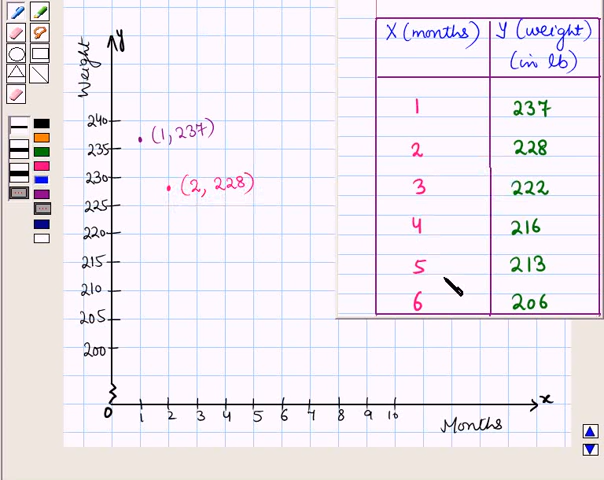 Weight
y
X (months) Y (weight) (in lb)
1 237
2 228
3 222
4 216
5 213
6 206
240
235
230
225
220
215
210
205
200
(1, 237)
(2, 228)
0 1 2 3 4 5 6 7 8 9 10
x
Months